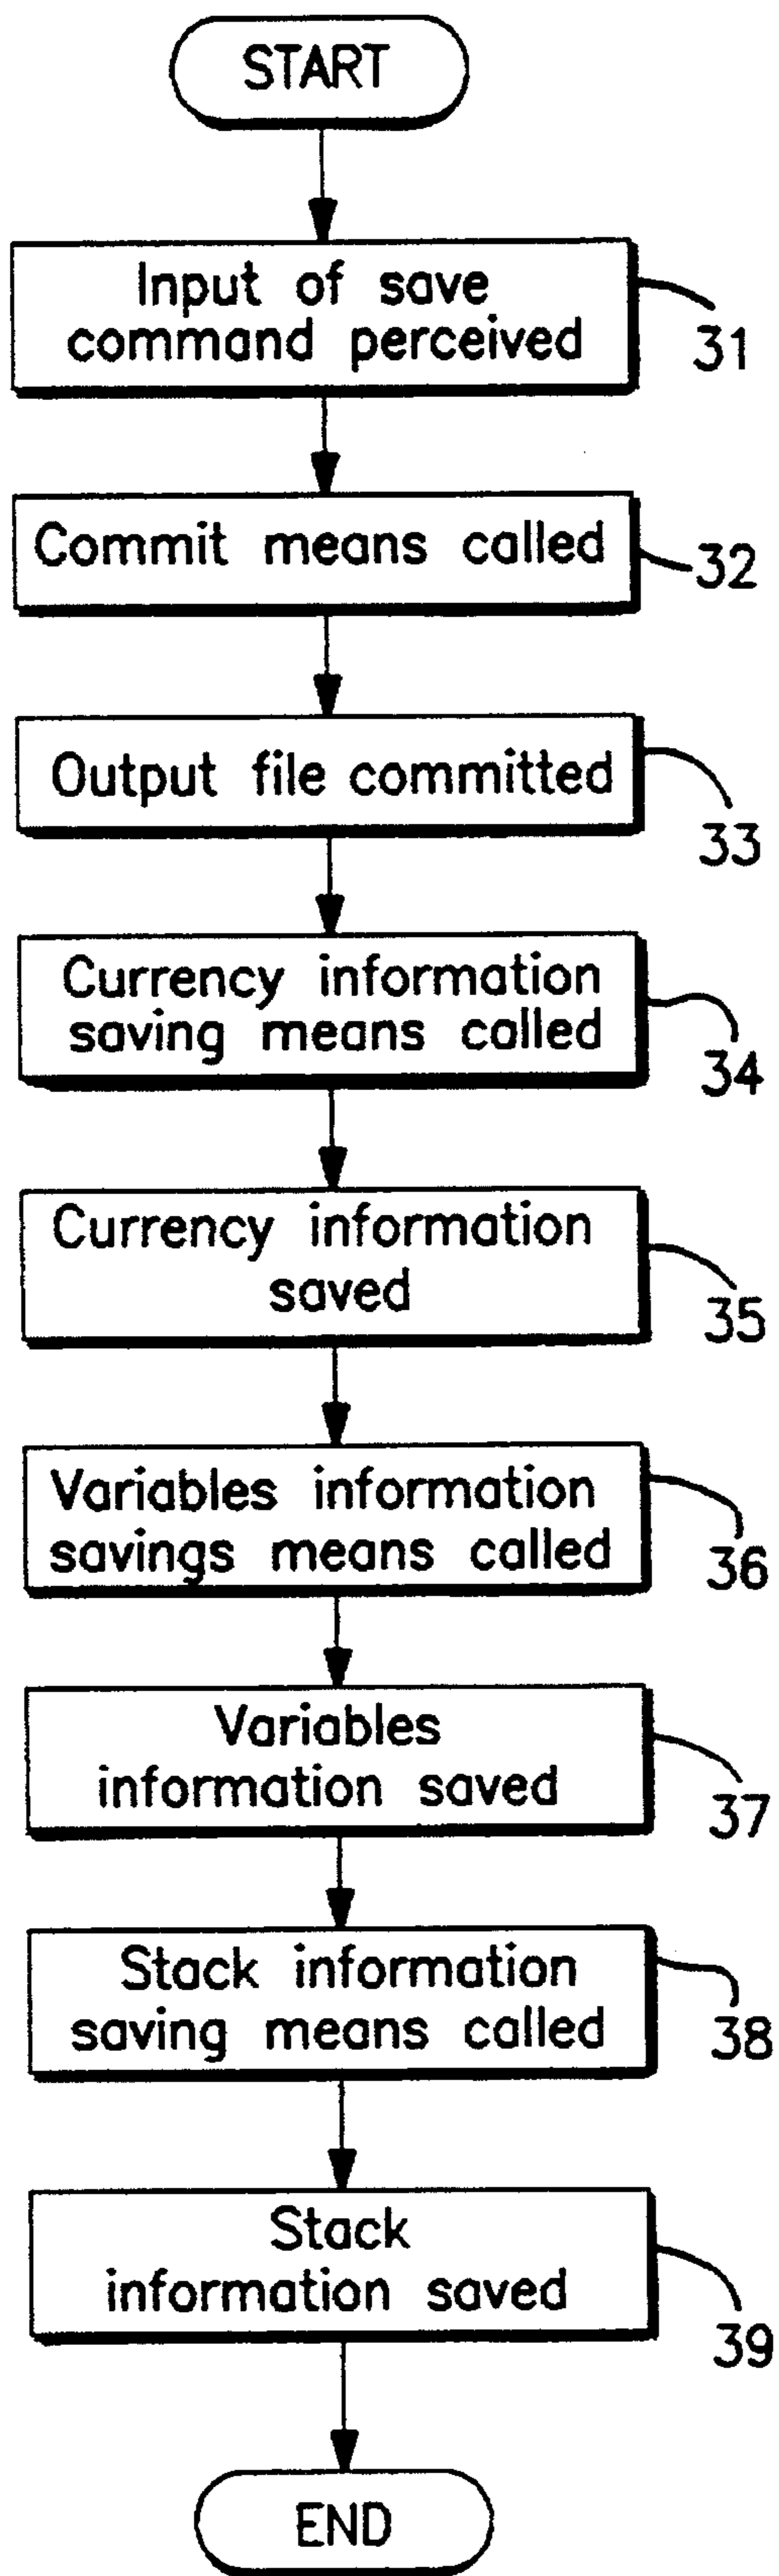 START
Input of save
command perceived
31
Commit means called
32
Output file committed
33
Currency information
saving means called
34
Currency information
saved
35
Variables information
savings means called
36
Variables
information saved
37
Stack information
saving means called
38
Stack
information saved
39
END